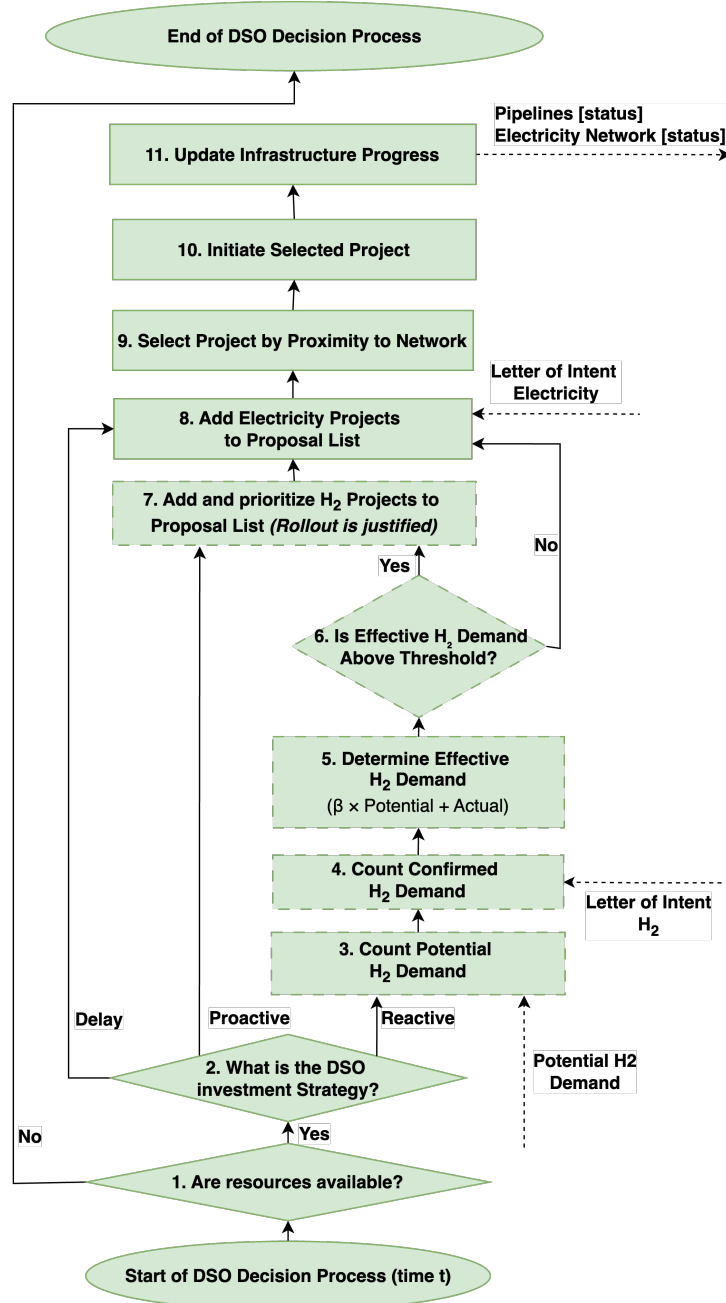 End of DSO Decision Process
Pipelines [status]
Electricity Network [status]
11. Update Infrastructure Progress
10. Initiate Selected Project
9. Select Project by Proximity to Network
Letter of Intent
Electricity
8. Add Electricity Projects
to Proposal List
7. Add and prioritize H₂ Projects to
Proposal List (Rollout is justified)
No
Yes
6. Is Effective H₂ Demand
Above Threshold?
5. Determine Effective
H₂ Demand
(β × Potential + Actual)
4. Count Confirmed
H₂ Demand
Letter of Intent
H₂
3. Count Potential
H₂ Demand
Delay
Proactive
Reactive
Potential H2
Demand
2. What is the DSO
investment Strategy?
No
Yes
1. Are resources available?
Start of DSO Decision Process (time t)